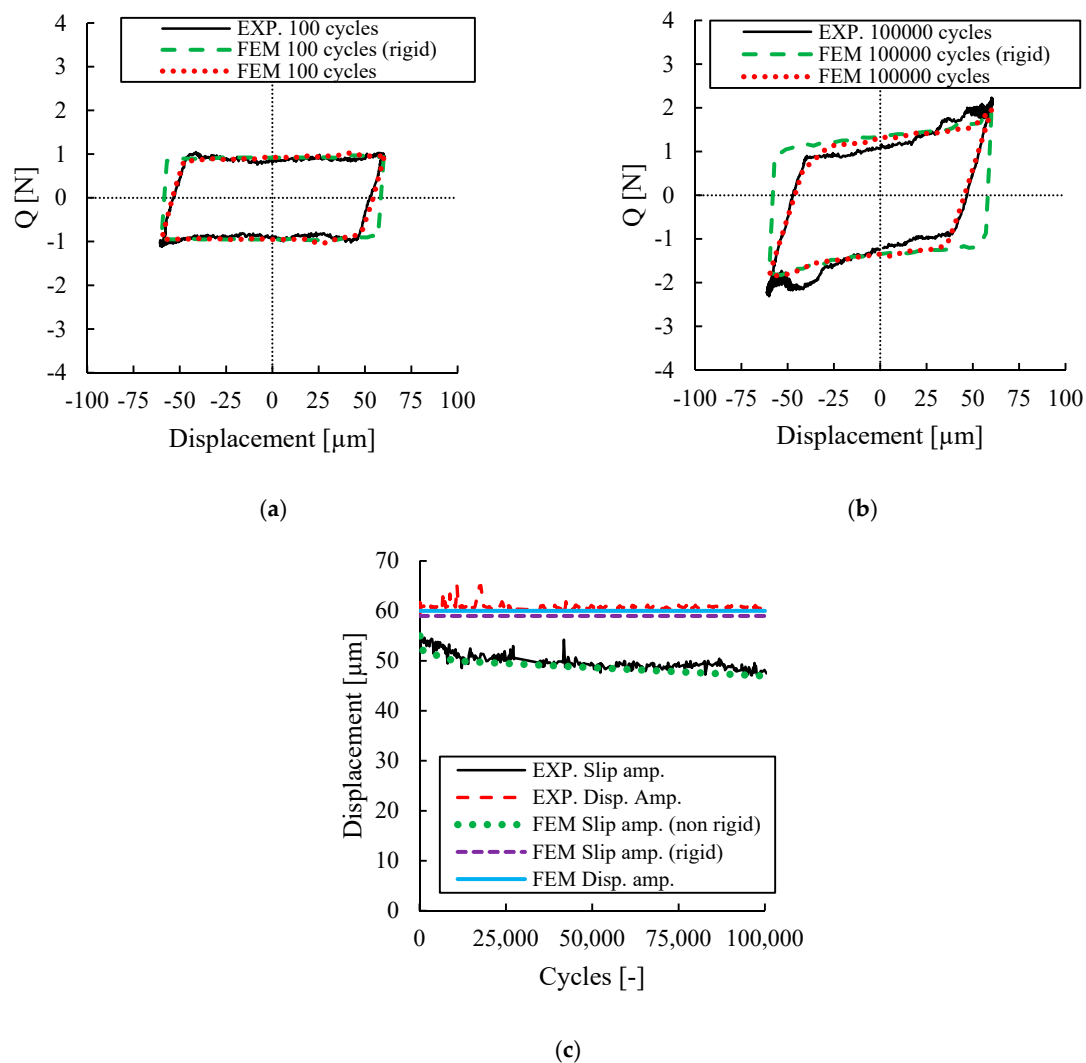 EXP. 100 cycles
FEM 100 cycles (rigid)
FEM 100 cycles
4
3
2
1
0
-1
-2
-3
-4
Q [N]
-100 -75 -50 -25 0 25 50 75 100
Displacement [µm]
(a)
EXP. 100000 cycles
FEM 100000 cycles (rigid)
FEM 100000 cycles
4
3
2
1
0
-1
-2
-3
-4
Q [N]
-100 -75 -50 -25 0 25 50 75 100
Displacement [µm]
(b)
70
60
50
40
30
20
10
0
Displacement [µm]
EXP. Slip amp.
EXP. Disp. Amp.
FEM Slip amp. (non rigid)
FEM Slip amp. (rigid)
FEM Disp. amp.
0 25,000 50,000 75,000 100,000
Cycles [-]
(c)